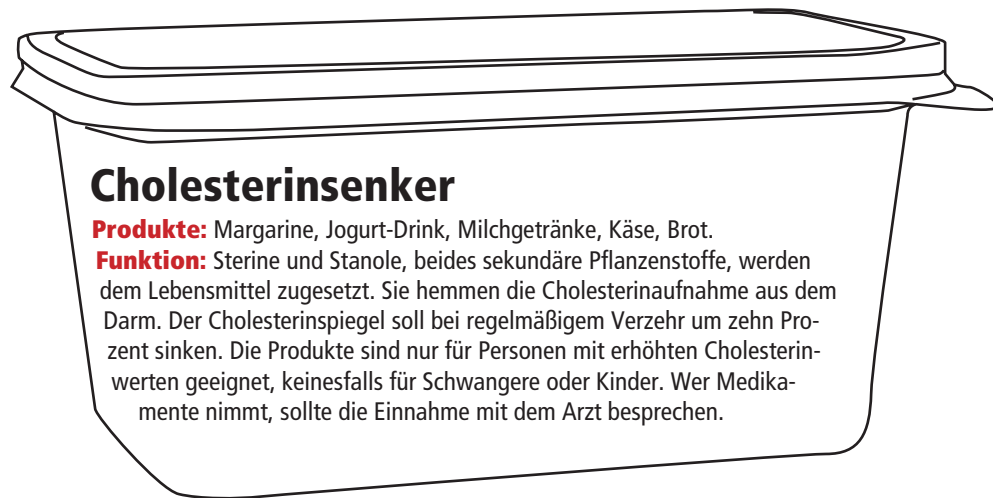 Cholesterinsenker
Produkte: Margarine, Jogurt-Drink, Milchgetränke, Käse, Brot.
Funktion: Sterine und Stanole, beides sekundäre Pflanzenstoffe, werden
dem Lebensmittel zugesetzt. Sie hemmen die Cholesterinaufnahme aus dem
Darm. Der Cholesterinspiegel soll bei regelmäßigem Verzehr um zehn Pro-
zent sinken. Die Produkte sind nur für Personen mit erhöhten Cholesterin-
werten geeignet, keinesfalls für Schwangere oder Kinder. Wer Medika-
mente nimmt, sollte die Einnahme mit dem Arzt besprechen.